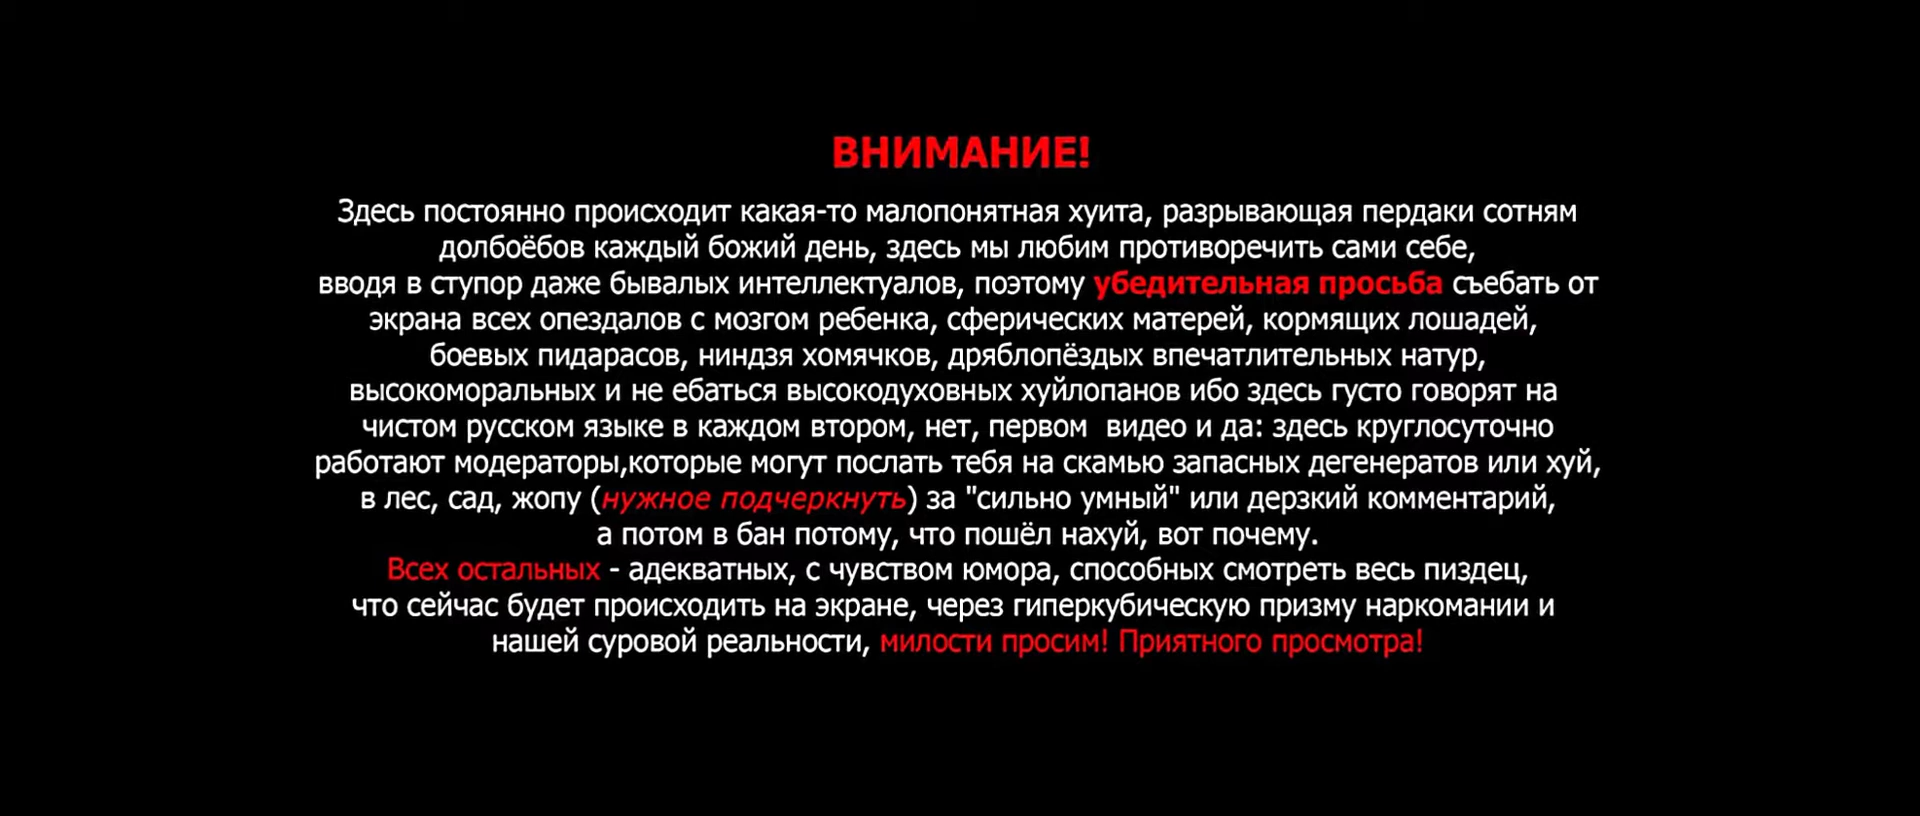 ВНИМАНИЕ!
Здесь постоянно происходит какая-то малопонятная хуита, разрывающая пердаки сотням
долбоёбов каждый божий день, здесь мы любим противоречить сами себе,
вводя в ступор даже бывалых интеллектуалов, поэтому убедительная просьба съебать от
экрана всех опездалов с мозгом ребенка, сферических матерей, кормящих лошадей,
боевых пидарасов, ниндзя хомячков, дряблопёздых впечатлительных натур,
высокоморальных и не ебаться высокодуховных хуйлопанов ибо здесь густо говорят на
чистом русском языке в каждом втором, нет, первом  видео и да: здесь круглосуточно
работают модераторы,которые могут послать тебя на скамью запасных дегенератов или хуй,
в лес, сад, жопу (нужное подчеркнуть) за "сильно умный" или дерзкий комментарий,
а потом в бан потому, что пошёл нахуй, вот почему.
Всех остальных - адекватных, с чувством юмора, способных смотреть весь пиздец,
что сейчас будет происходить на экране, через гиперкубическую призму наркомании и
нашей суровой реальности, милости просим! Приятного просмотра!